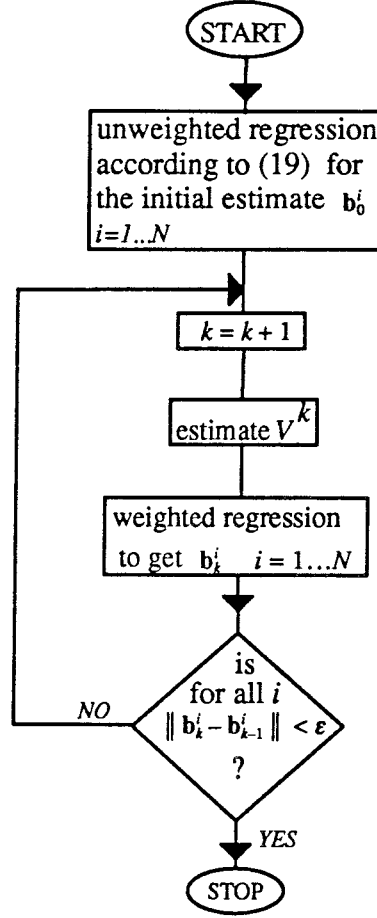 START
unweighted regression
according to (19) for
the initial estimate b₀ⁱ
i=1...N
k = k + 1
estimate Vᵏ
weighted regression
to get bₖⁱ i = 1...N
is
for all i
‖ bₖⁱ – bₖ₋₁ⁱ ‖ < ε
?
NO
YES
STOP